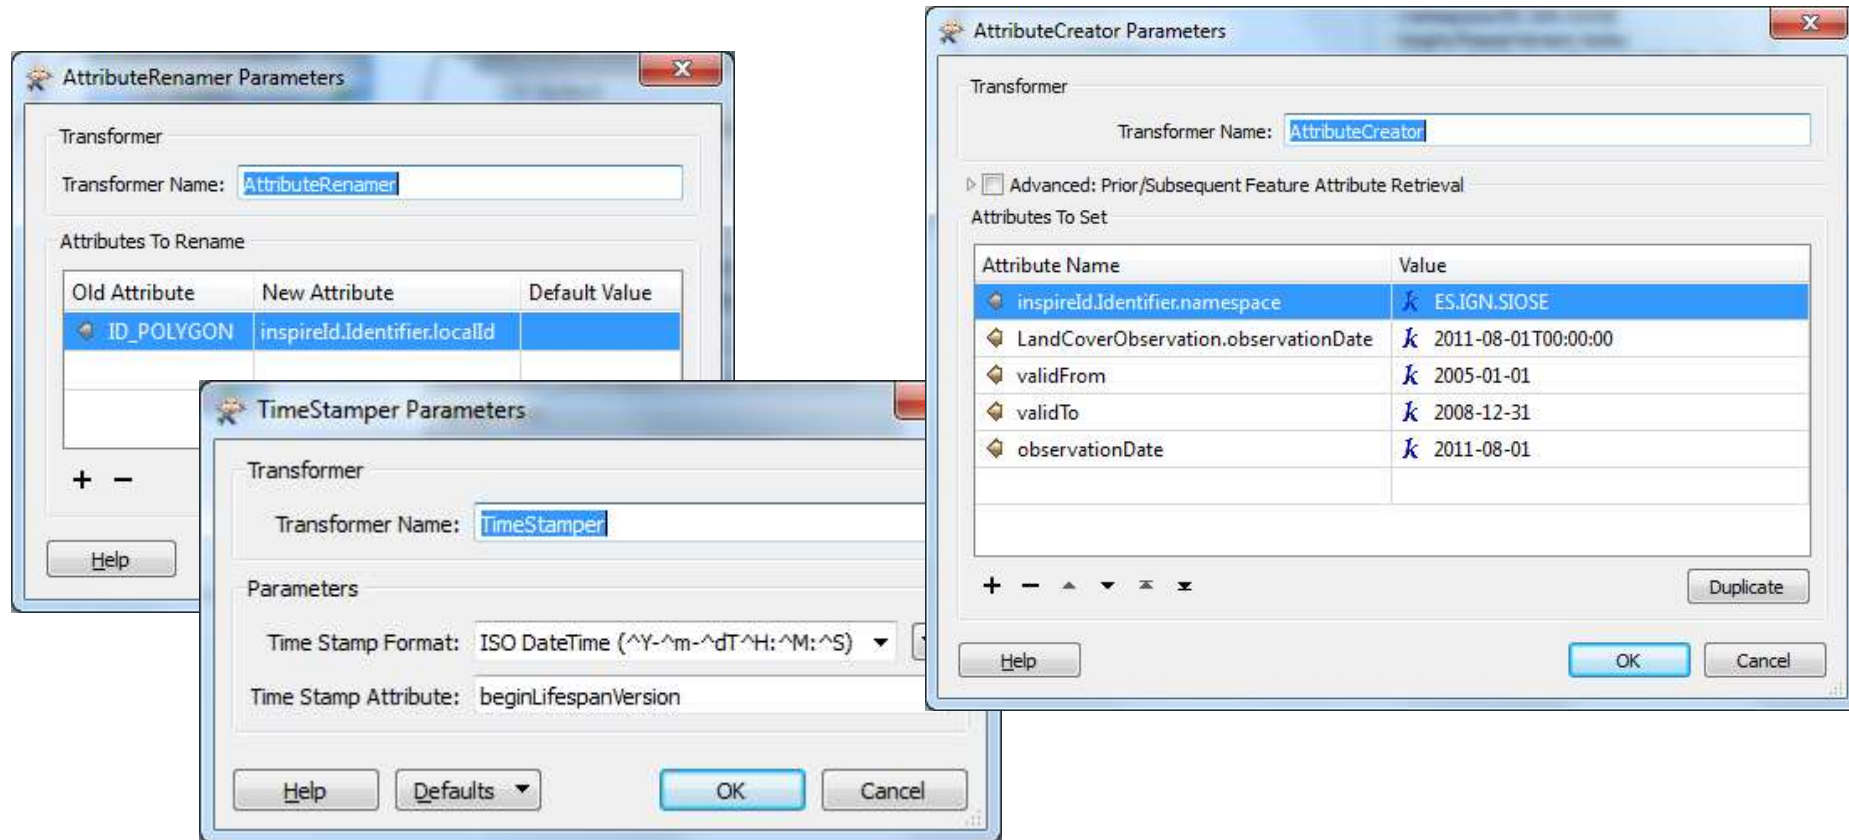 AttributeRenamer Parameters
Transformer
Transformer Name: AttributeRenamer
Attributes To Rename
Old Attribute New Attribute Default Value
ID_POLYGON inspireId.Identifier.localId
+ −
Help
TimeStamper Parameters
Transformer
Transformer Name: TimeStamper
Parameters
Time Stamp Format: ISO DateTime (^Y-^m-^dT^H:^M:^S)
Time Stamp Attribute: beginLifespanVersion
Help Defaults OK Cancel
AttributeCreator Parameters
Transformer
Transformer Name: AttributeCreator
Advanced: Prior/Subsequent Feature Attribute Retrieval
Attributes To Set
Attribute Name Value
inspireId.Identifier.namespace k ES.IGN.SIOSE
LandCoverObservation.observationDate k 2011-08-01T00:00:00
validFrom k 2005-01-01
validTo k 2008-12-31
observationDate k 2011-08-01
+ −
Duplicate
Help OK Cancel